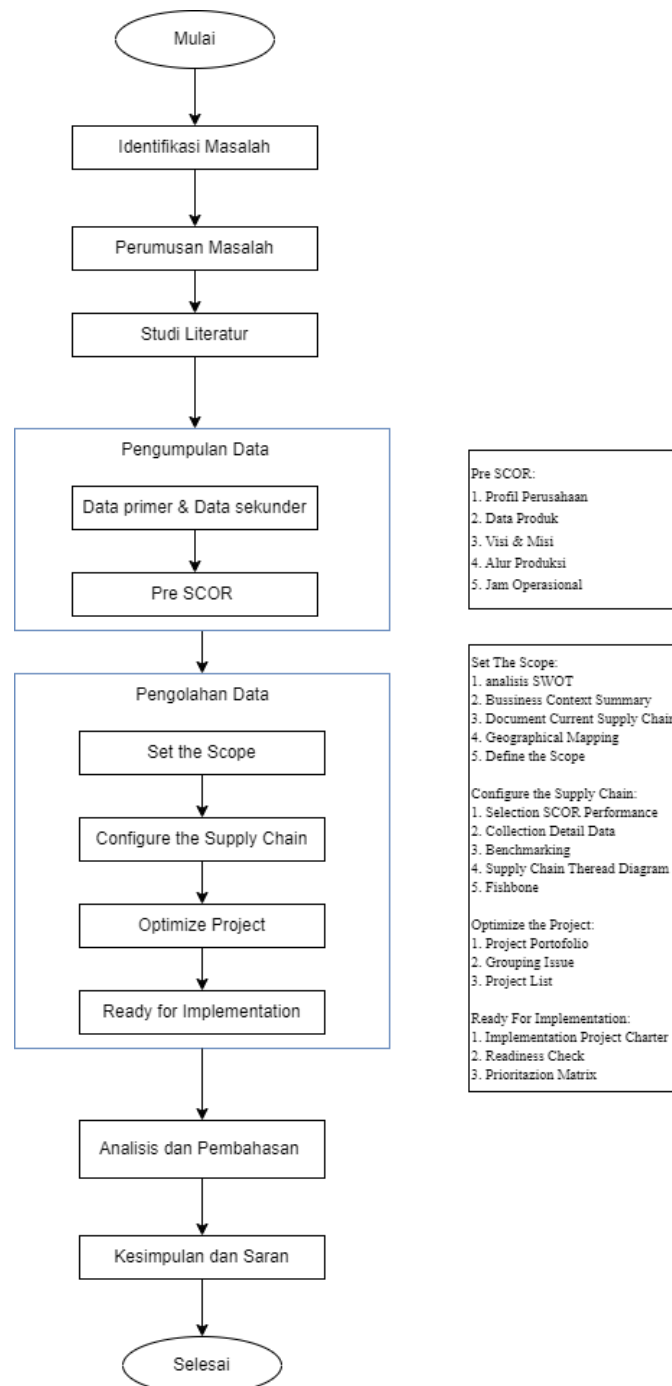 Mulai
Identifikasi Masalah
Perumusan Masalah
Studi Literatur
Pengumpulan Data
Data primer & Data sekunder
Pre SCOR
Pengolahan Data
Set the Scope
Configure the Supply Chain
Optimize Project
Ready for Implementation
Analisis dan Pembahasan
Kesimpulan dan Saran
Selesai
Pre SCOR:
1. Profil Perusahaan
2. Data Produk
3. Visi & Misi
4. Alur Produksi
5. Jam Operasional
Set The Scope:
1. analisis SWOT
2. Bussiness Context Summary
3. Document Current Supply Chain
4. Geographical Mapping
5. Define the Scope
Configure the Supply Chain:
1. Selection SCOR Performance
2. Collection Detail Data
3. Benchmarking
4. Supply Chain Theread Diagram
5. Fishbone
Optimize the Project:
1. Project Portofolio
2. Grouping Issue
3. Project List
Ready For Implementation:
1. Implementation Project Charter
2. Readiness Check
3. Prioritazion Matrix